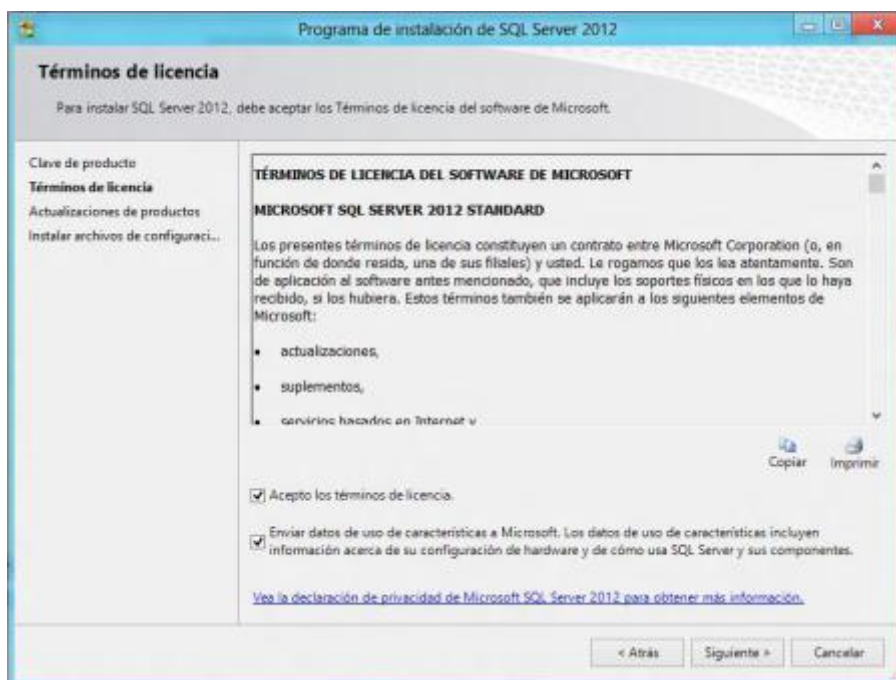 Programa de instalación de SQL Server 2012
Términos de licencia
Para instalar SQL Server 2012, debe aceptar los Términos de licencia del software de Microsoft.
Clave de producto
Términos de licencia
Actualizaciones de productos
Instalar archivos de configuraci...
TÉRMINOS DE LICENCIA DEL SOFTWARE DE MICROSOFT
MICROSOFT SQL SERVER 2012 STANDARD
Los presentes términos de licencia constituyen un contrato entre Microsoft Corporation (o, en
función de donde resida, una de sus filiales) y usted. Le rogamos que los lea atentamente. Son
de aplicación al software antes mencionado, que incluye los soportes físicos en los que lo haya
recibido, si los hubiera. Estos términos también se aplicarán a los siguientes elementos de
Microsoft:
• actualizaciones,
• suplementos,
• servicios basados en Internet y
Copiar Imprimir
Acepto los términos de licencia.
Enviar datos de uso de características a Microsoft. Los datos de uso de características incluyen
información acerca de su configuración de hardware y de cómo usa SQL Server y sus componentes.
Vea la declaración de privacidad de Microsoft SQL Server 2012 para obtener más información.
< Atrás Siguiente > Cancelar